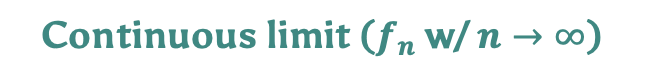 Continuous limit (fₙ w/ n → ∞)